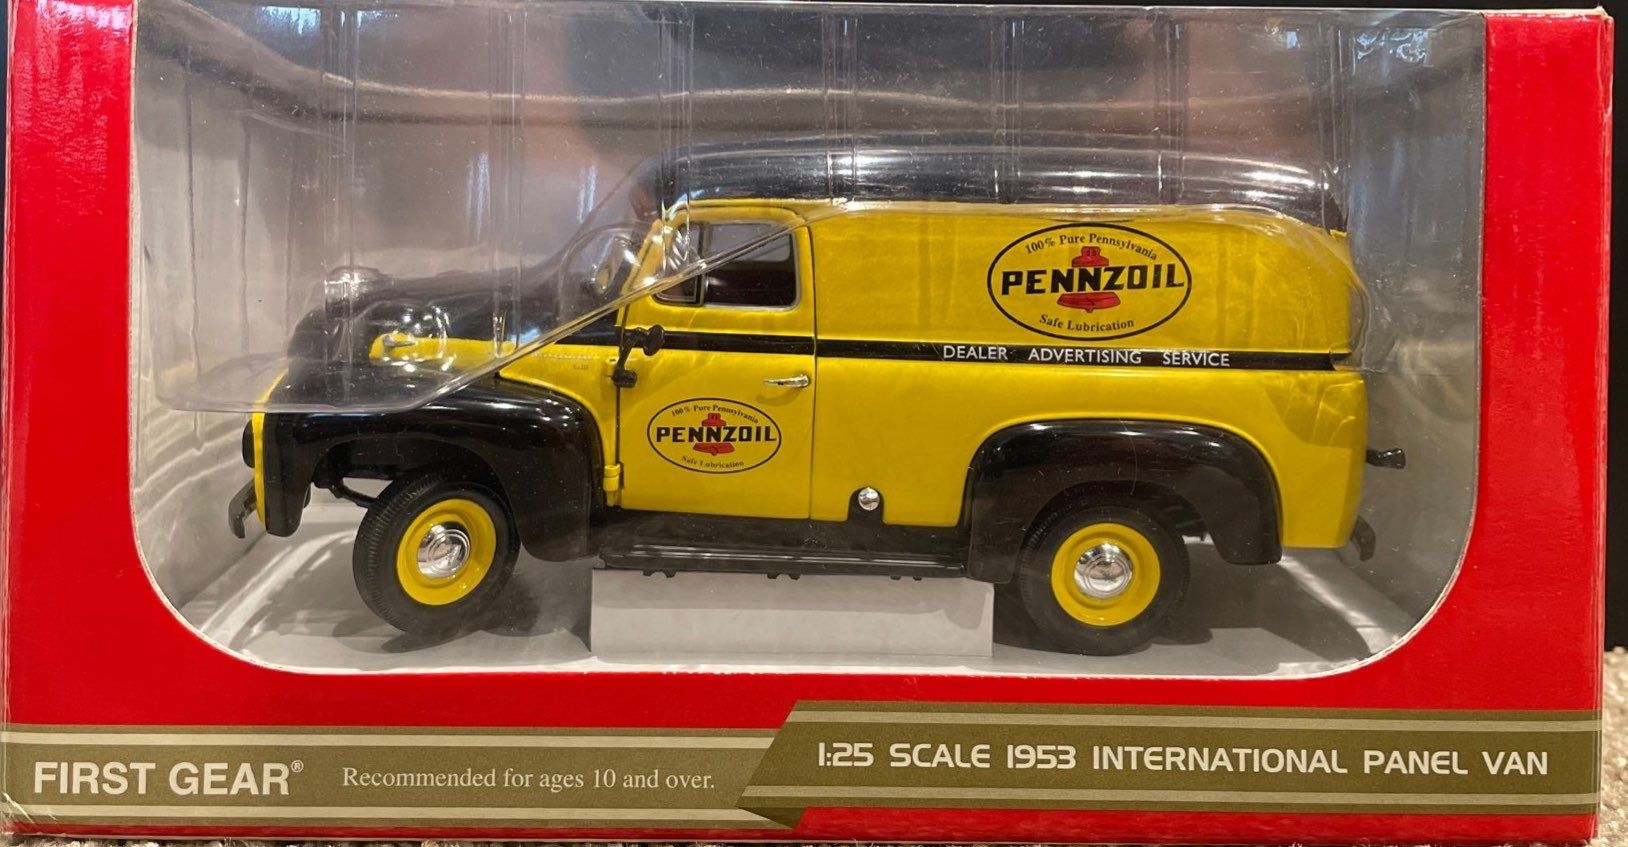 100% Pure Pennsylvania
PENNZOIL
Safe Lubrication
DEALER ADVERTISING SERVICE
100% Pure Pennsylvania
PENNZOIL
Safe Lubrication
FIRST GEAR®
Recommended for ages 10 and over.
1:25 SCALE 1953 INTERNATIONAL PANEL VAN